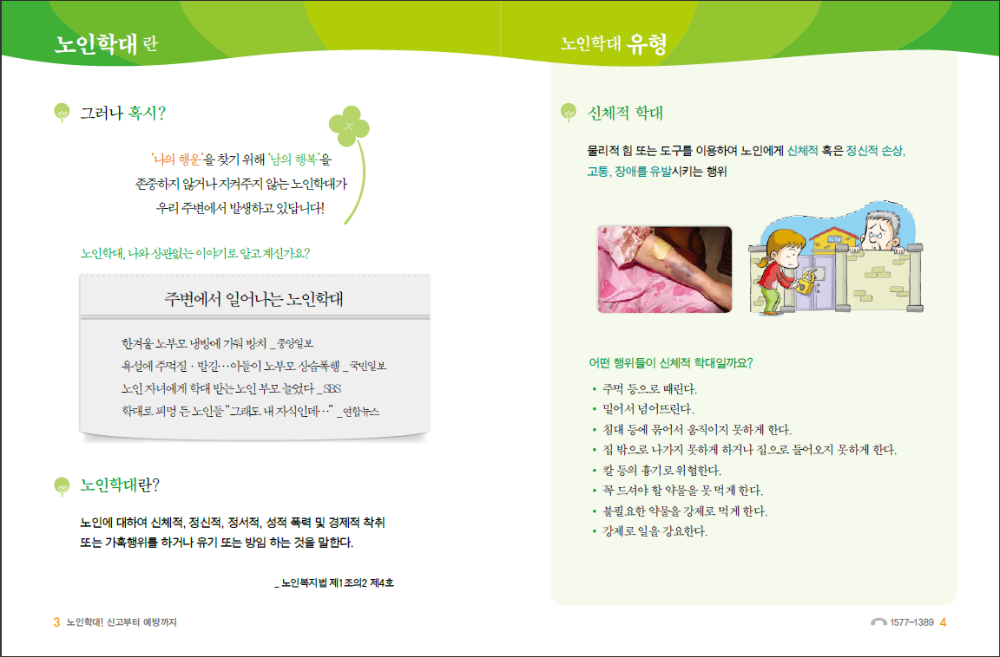 노인학대란
그러나 혹시?
‘나의 행운’을 찾기 위해 ‘남의 행복’을
존중하지 않거나 지켜주지 않는 노인학대가
우리 주변에서 발생하고 있답니다!
노인학대, 나와 상관없는 이야기로 알고 계신가요?
주변에서 일어나는 노인학대
한겨울 노부모 냉방에 가둬 방치 _중앙일보
욕설에 주먹질·발길…아들이 노부모 상습폭행 _국민일보
노인 자녀에게 학대 받는 노인 부모 늘었다 _SBS
학대로 피멍 든 노인들 “그래도 내 자식인데…” _연합뉴스
노인학대란?
노인에 대하여 신체적, 정신적, 정서적, 성적 폭력 및 경제적 착취
또는 가혹행위를 하거나 유기 또는 방임 하는 것을 말한다.
_ 노인복지법 제1조의2 제4호
3 노인학대! 신고부터 예방까지
노인학대 유형
신체적 학대
물리적 힘 또는 도구를 이용하여 노인에게 신체적 혹은 정신적 손상,
고통, 장애를 유발시키는 행위
어떤 행위들이 신체적 학대일까요?
• 주먹 등으로 때린다.
• 밀어서 넘어뜨린다.
• 침대 등에 묶어서 움직이지 못하게 한다.
• 집 밖으로 나가지 못하게 하거나 집으로 들어오지 못하게 한다.
• 칼 등의 흉기로 위협한다.
• 꼭 드셔야 할 약물을 못 먹게 한다.
• 불필요한 약물을 강제로 먹게 한다.
• 강제로 일을 강요한다.
1577-1389 4